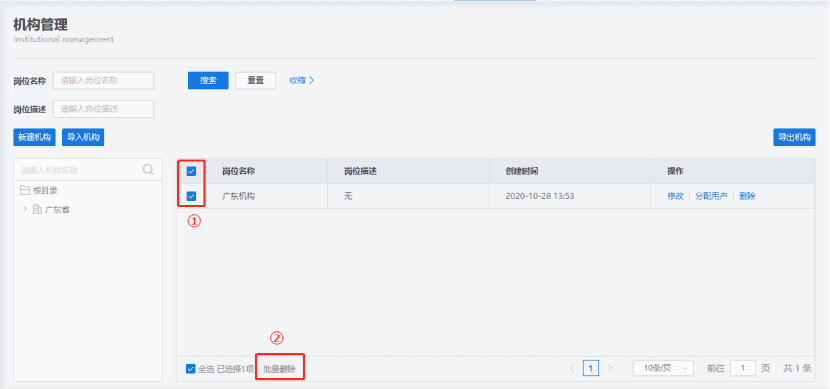 机构管理
Institutional management
岗位名称 请输入岗位名称 搜索 重置 收缩
岗位描述 请输入岗位描述
新建机构 导入机构 导出机构
请输入机构名称
根目录
广东省
岗位名称 岗位描述 创建时间 操作
广东机构 无 2020-10-28 13:53 修改 分配用户 删除
①
②
全选 已选择1项 批量删除 1 10条/页 前往 1 页 共 1 条